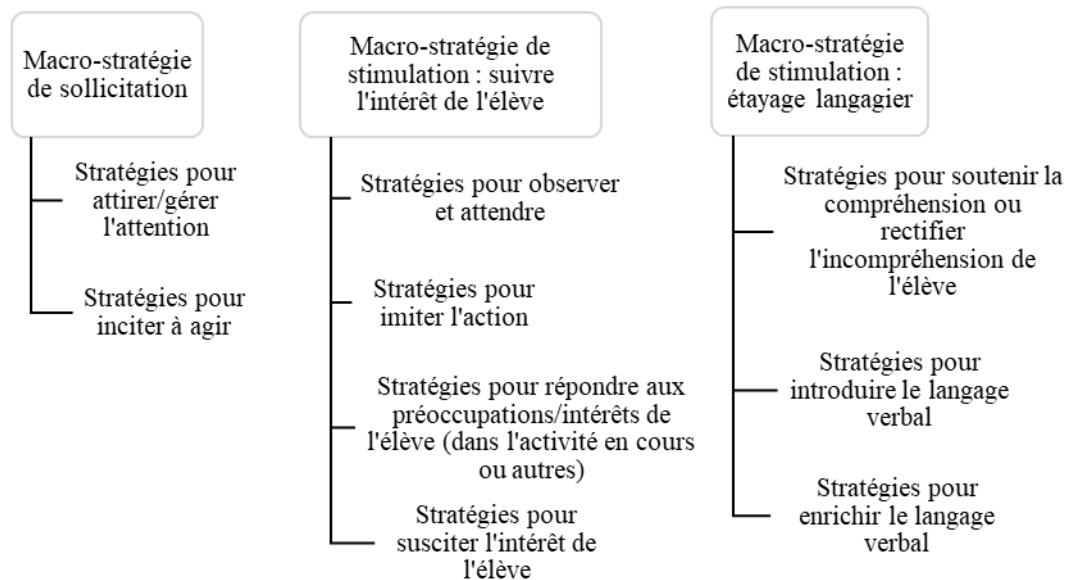 Macro-stratégie
de sollicitation
Stratégies pour
attirer/gérer
l'attention
Stratégies pour
inciter à agir
Macro-stratégie de
stimulation : suivre
l'intérêt de l'élève
Stratégies pour observer
et attendre
Stratégies pour
imiter l'action
Stratégies pour répondre aux
préoccupations/intérêts de
l'élève (dans l'activité en cours
ou autres)
Stratégies pour
susciter l'intérêt de
l'élève
Macro-stratégie
de stimulation :
étayage langagier
Stratégies pour soutenir la
compréhension ou
rectifier
l'incompréhension de
l'élève
Stratégies pour
introduire le langage
verbal
Stratégies pour
enrichir le langage
verbal